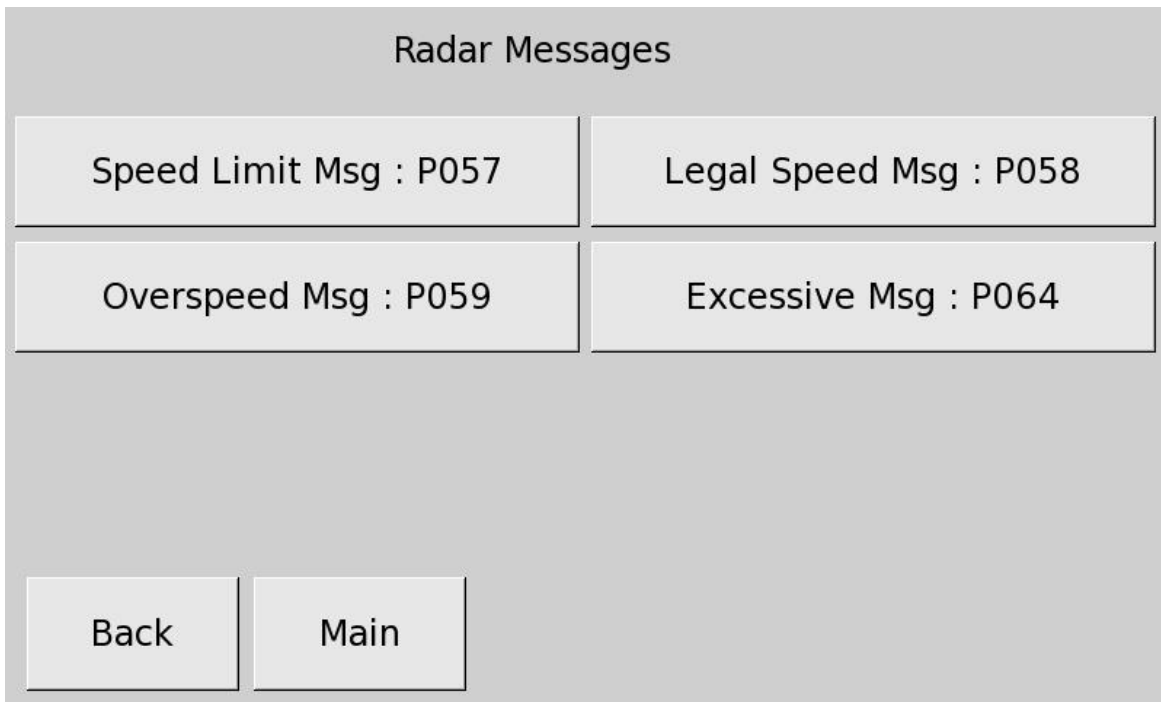 Radar Messages
Speed Limit Msg : P057
Legal Speed Msg : P058
Overspeed Msg : P059
Excessive Msg : P064
Back
Main